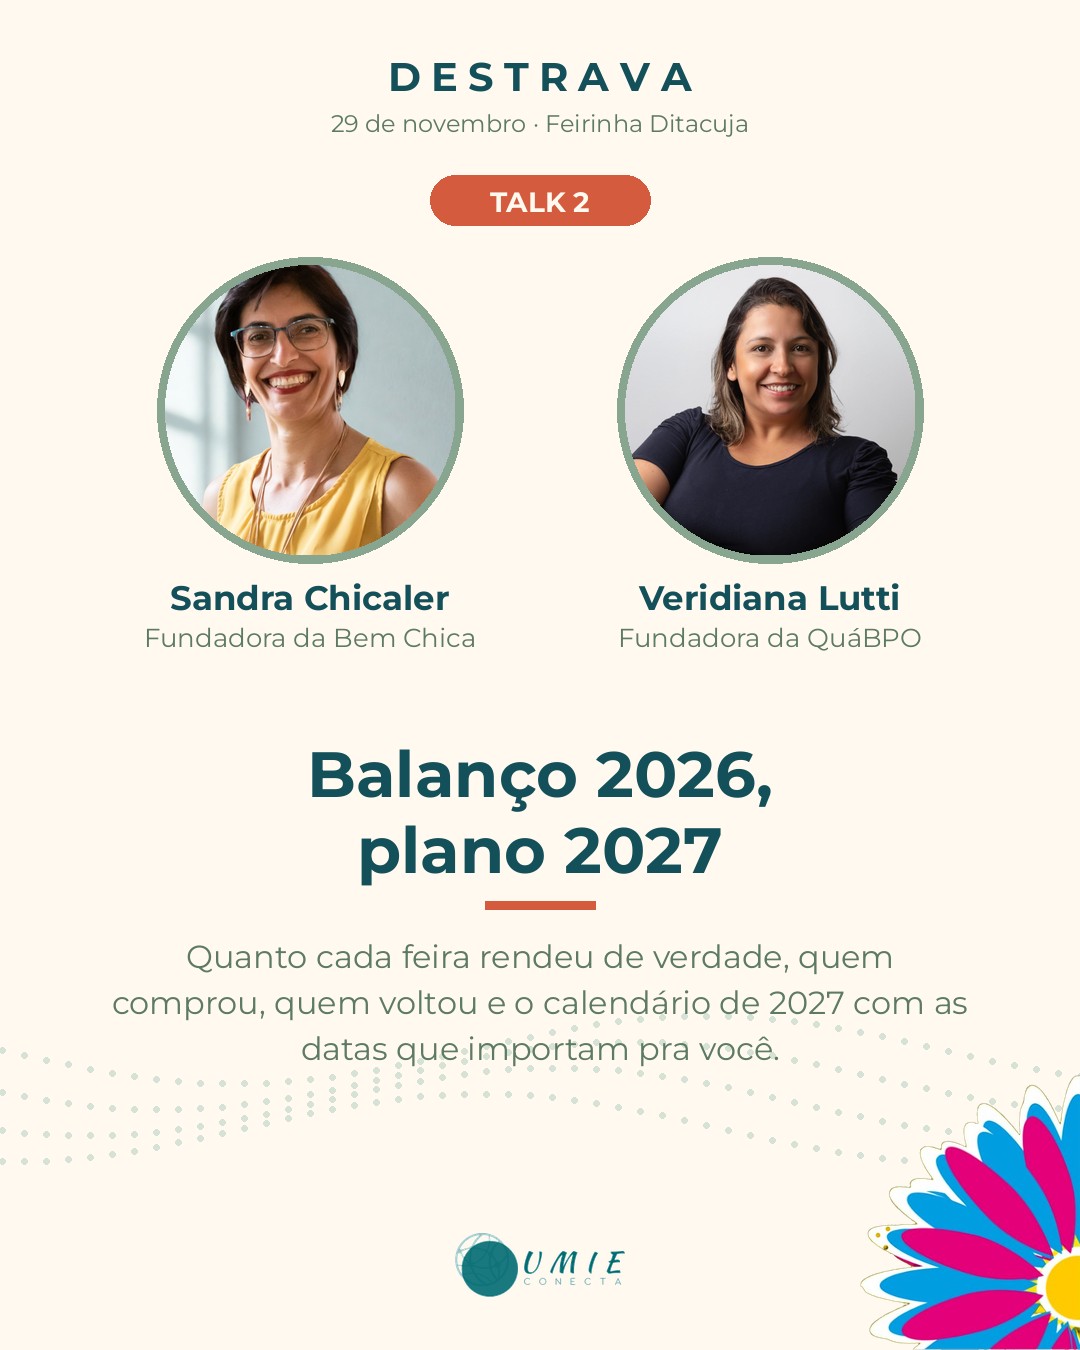 DESTRAVA
29 de novembro · Feirinha Ditacuja
TALK 2
Sandra Chicaler
Fundadora da Bem Chica
Veridiana Lutti
Fundadora da QuáBPO
Balanço 2026,
plano 2027
Quanto cada feira rendeu de verdade, quem
comprou, quem voltou e o calendário de 2027 com as
datas que importam pra você.
UMIE
CONECTA